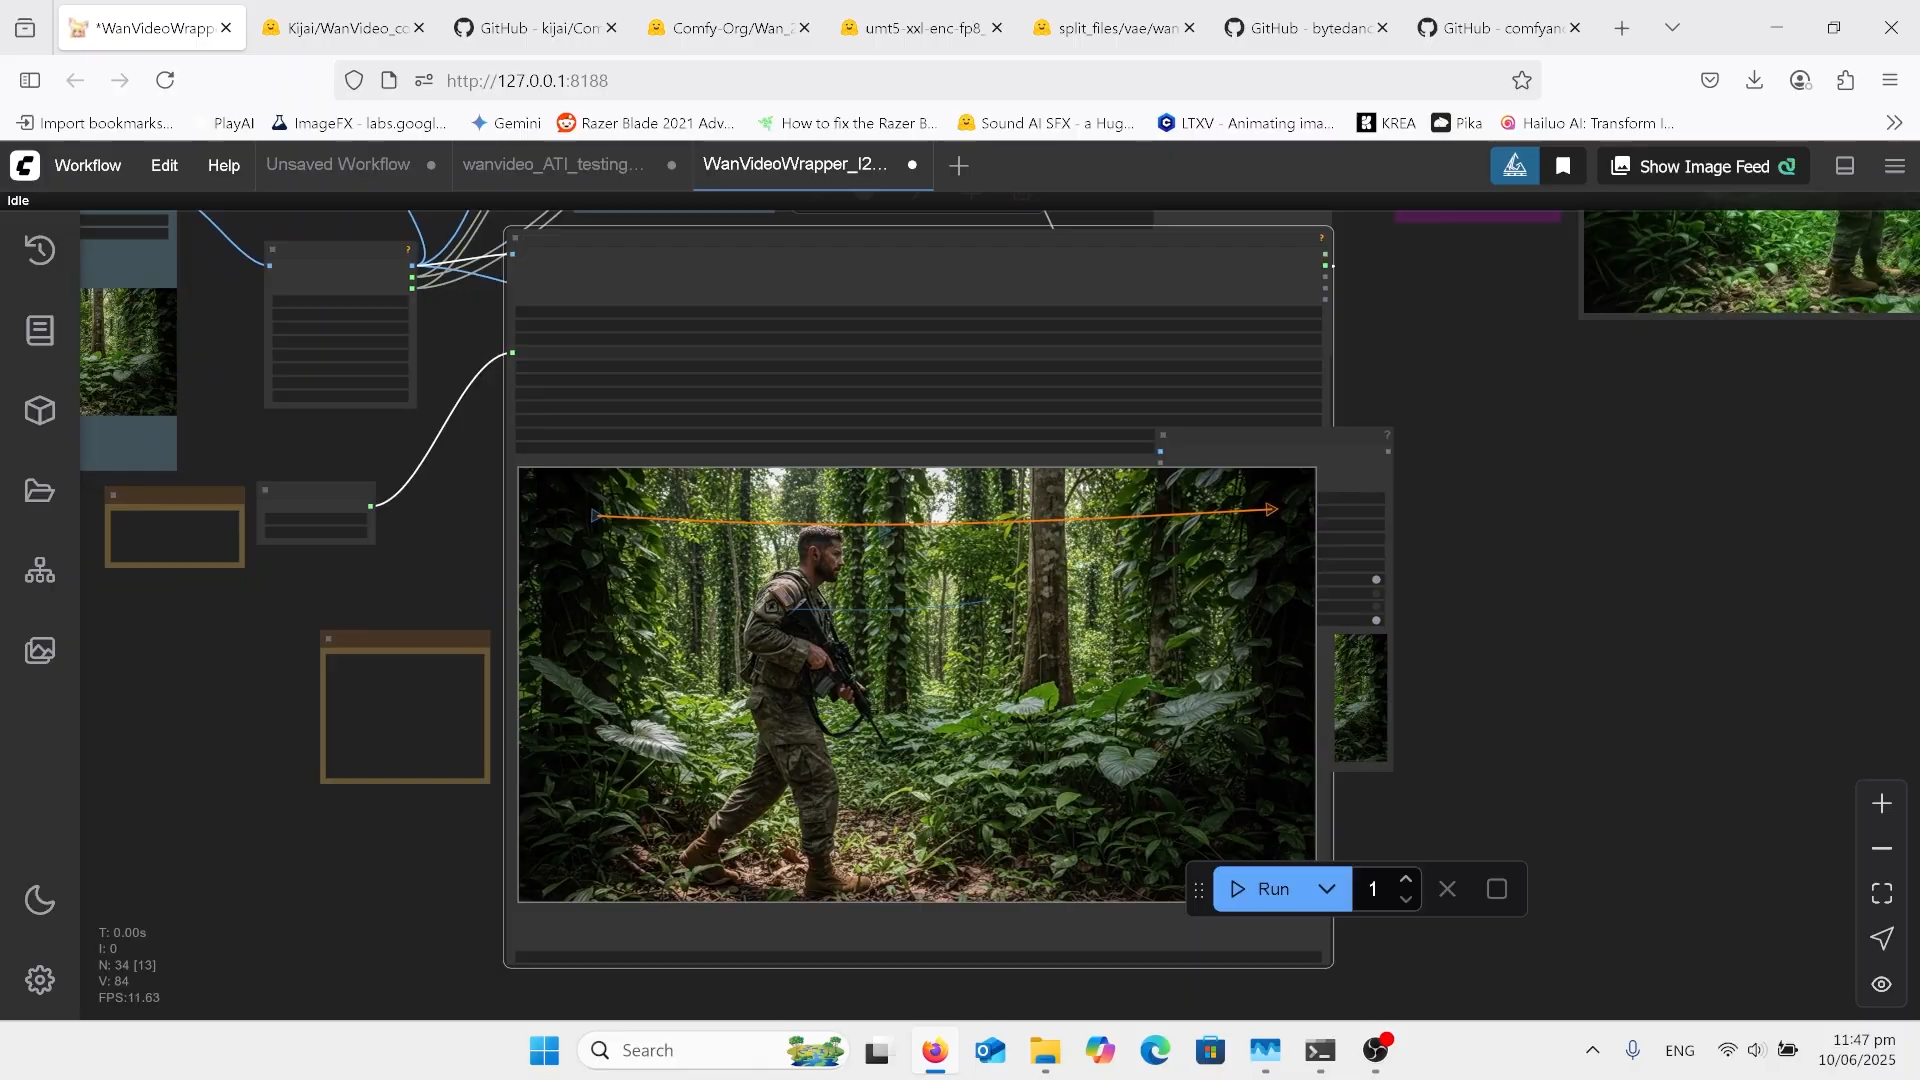 *WanVideoWrapp
Kijai/WanVideo_co
GitHub - kijai/Con
Comfy-Org/Wan_2
umt5-xxl-enc-fp8_
split_files/vae/wan
GitHub - bytedanc
GitHub - comfyan
http://127.0.0.1:8188
Import bookmarks...
PlayAI
ImageFX - labs.googl...
Gemini
Razer Blade 2021 Adv...
How to fix the Razer B...
Sound AI SFX - a Hug...
LTXV - Animating ima...
KREA
Pika
Hailuo AI: Transform I...
Workflow
Edit
Help
Unsaved Workflow
wanvideo_ATI_testing...
WanVideoWrapper_I2...
Show Image Feed
Idle
?
?
?
Run
1
T: 0.00s
I: 0
N: 34 [13]
V: 84
FPS:11.63
Search
ENG
11:47 pm
10/06/2025